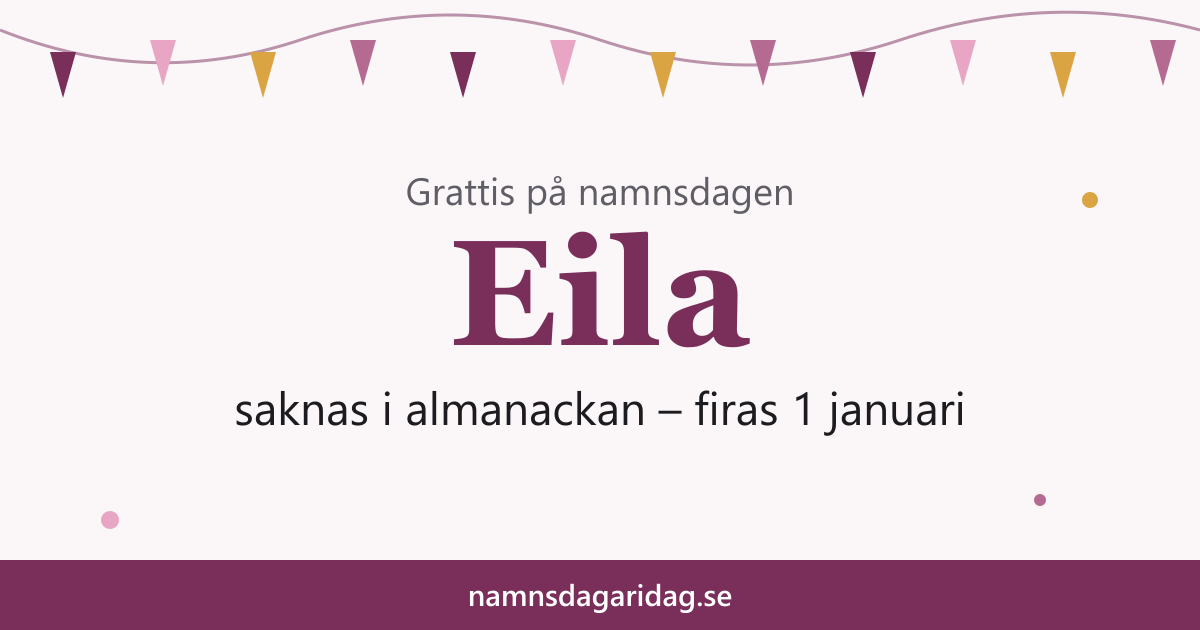 Grattis på namnsdagen
Eila
saknas i almanackan – firas 1 januari
namnsdagaridag.se